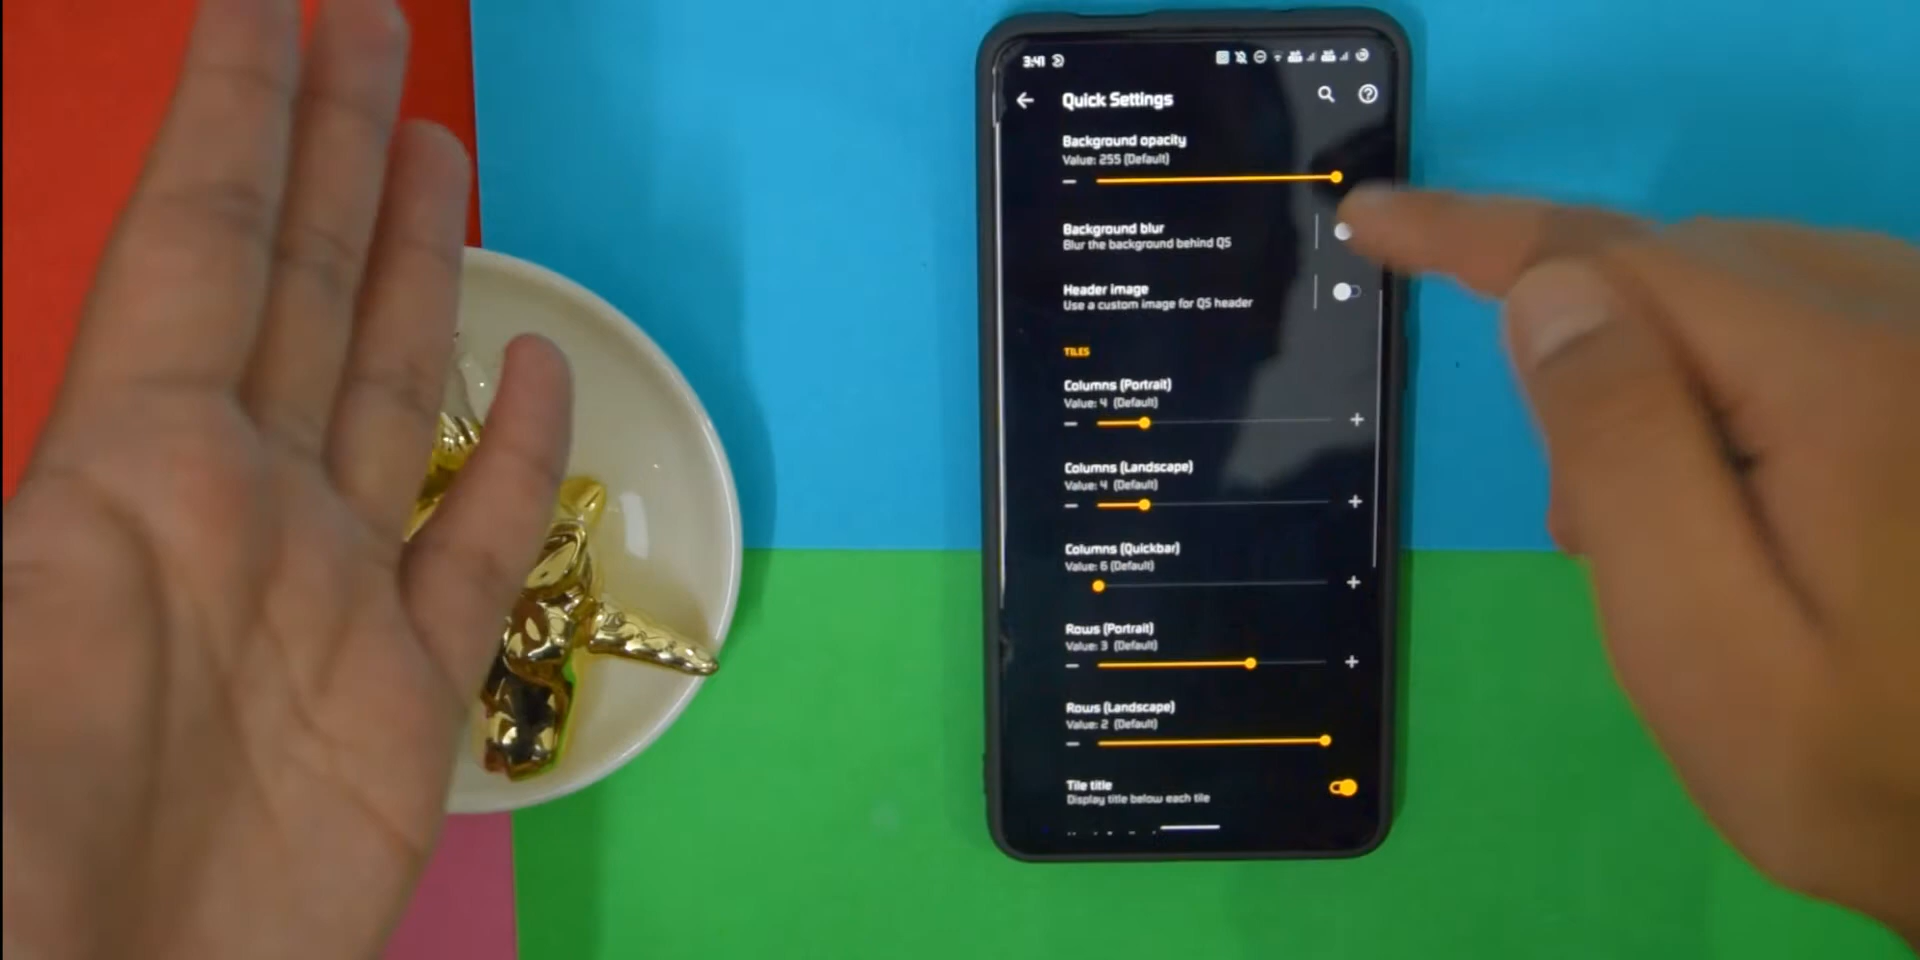 3:41
Quick Settings
Background opacity
Value: 255 (Default)
Background blur
Blur the background behind QS
Header image
Use a custom image for QS header
TILES
Columns (Portrait)
Value: 4 (Default)
Columns (Landscape)
Value: 4 (Default)
Columns (Quickbar)
Value: 6 (Default)
Rows (Portrait)
Value: 3 (Default)
Rows (Landscape)
Value: 2 (Default)
Tile title
Display title below each tile